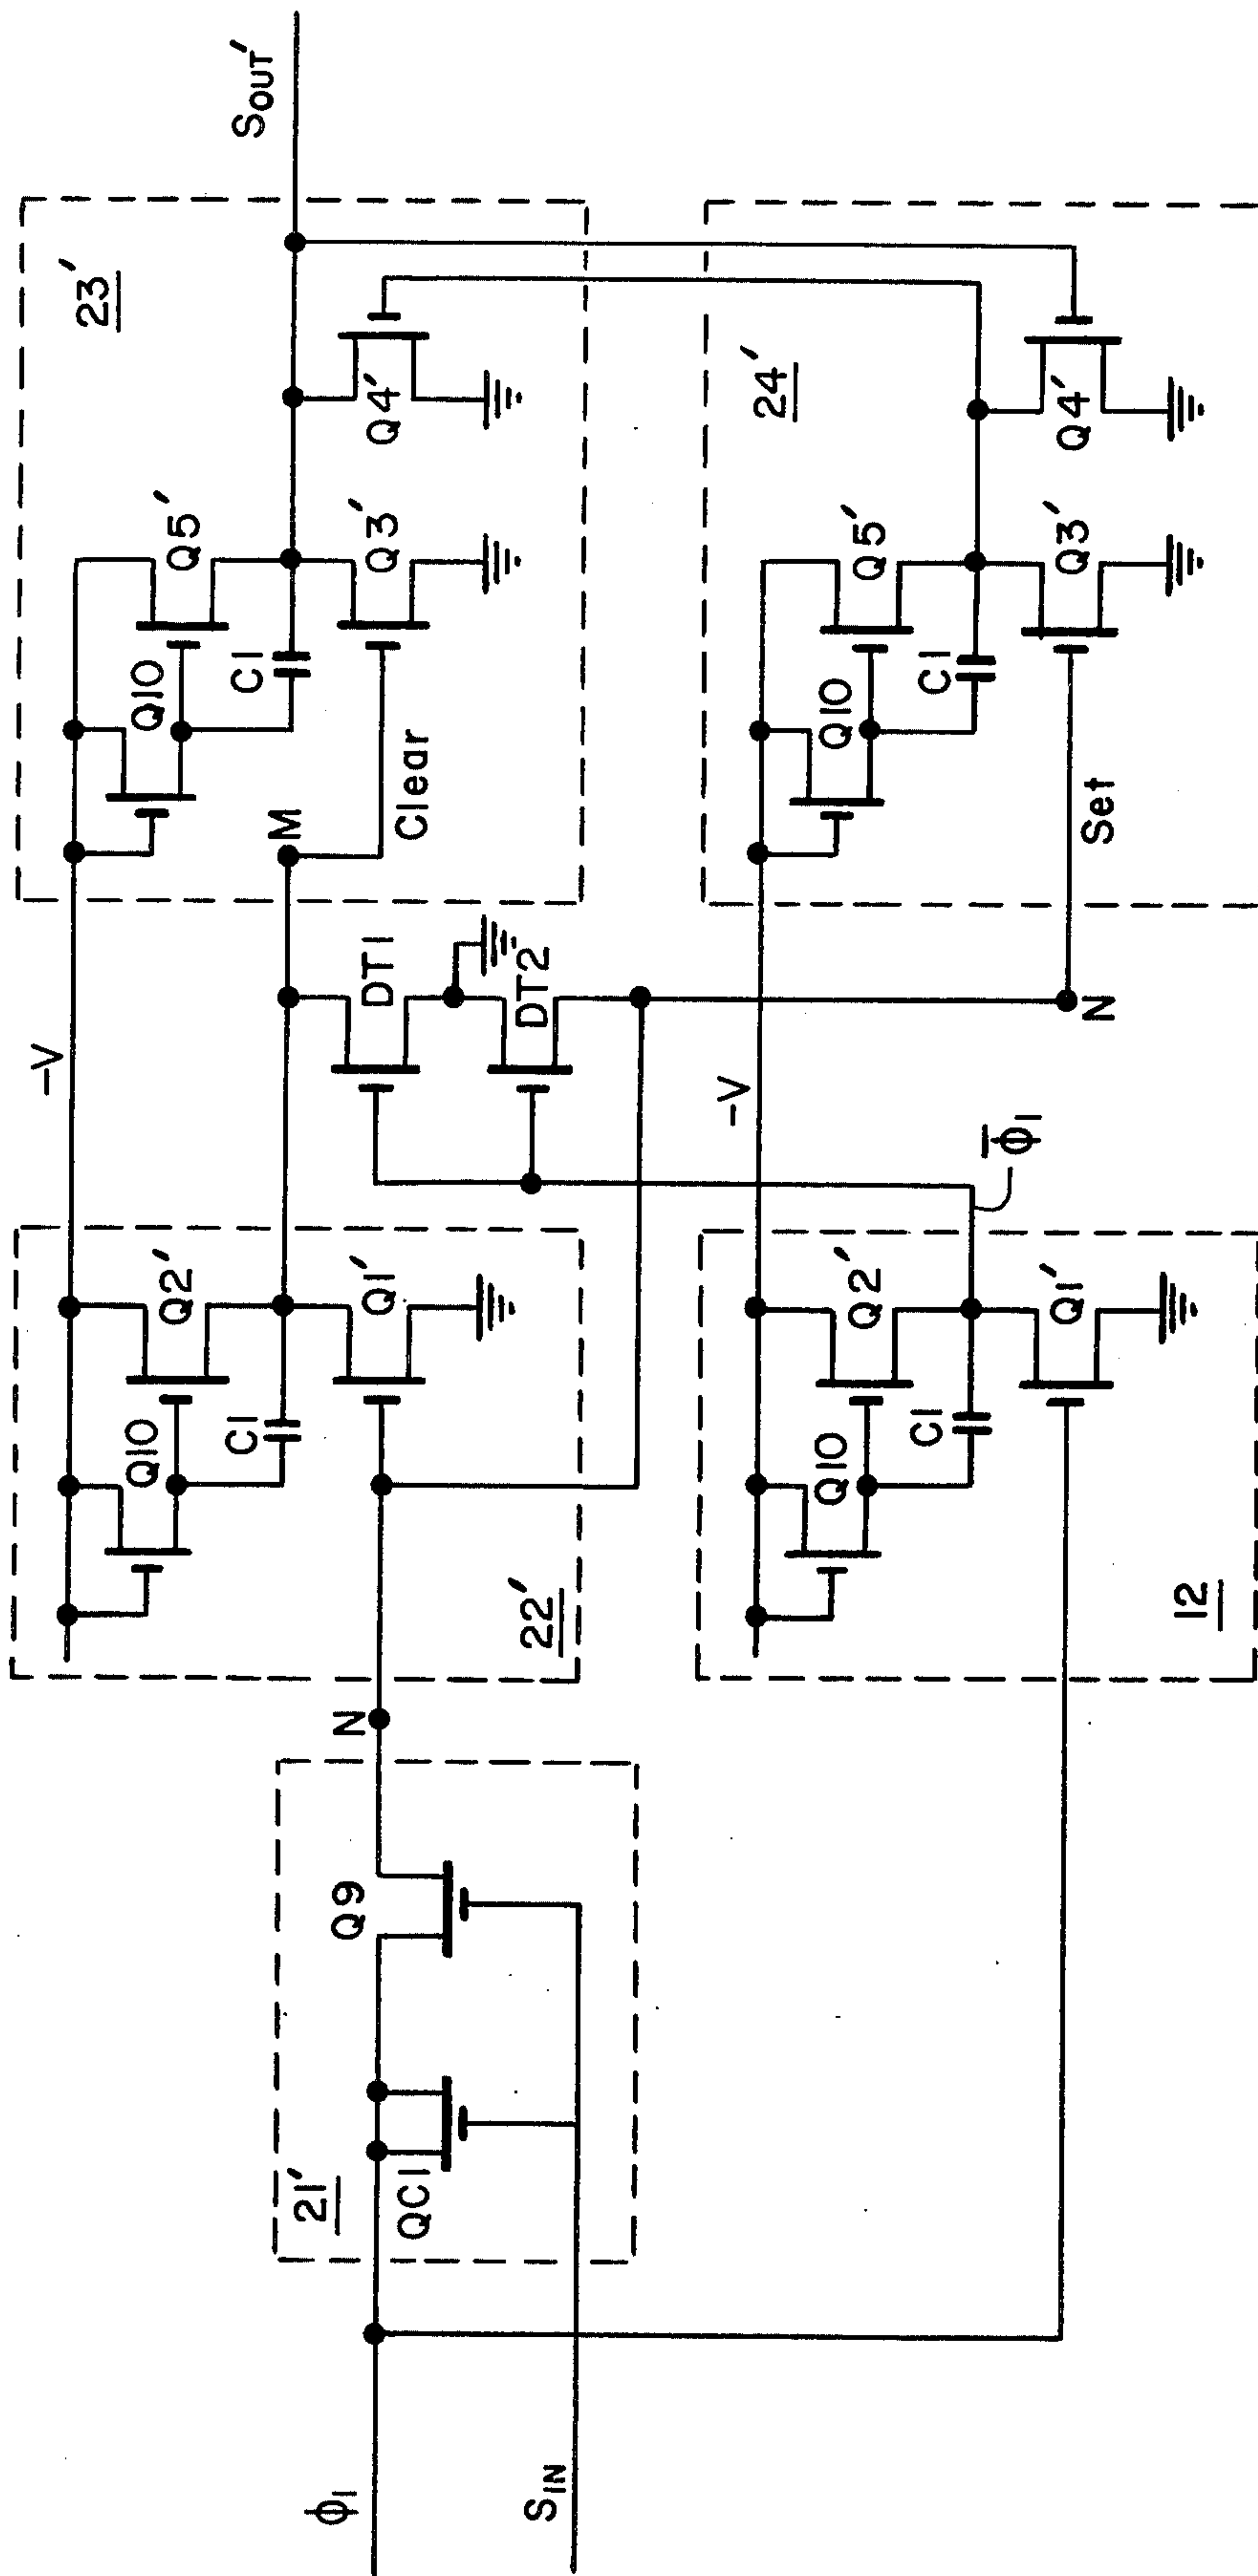 SOUT'
23'
24'
Q4'
Q4'
Q5'
Q3'
Q5'
Q3'
Q10
C1
Q10
C1
Clear
Set
M
DT1
DT2
N
-V
-V
Φ̅1
Q2'
Q1'
Q2'
Q1'
Q10
C1
Q10
C1
22'
12
N
Q9
QC1
21'
Φ1
SIN